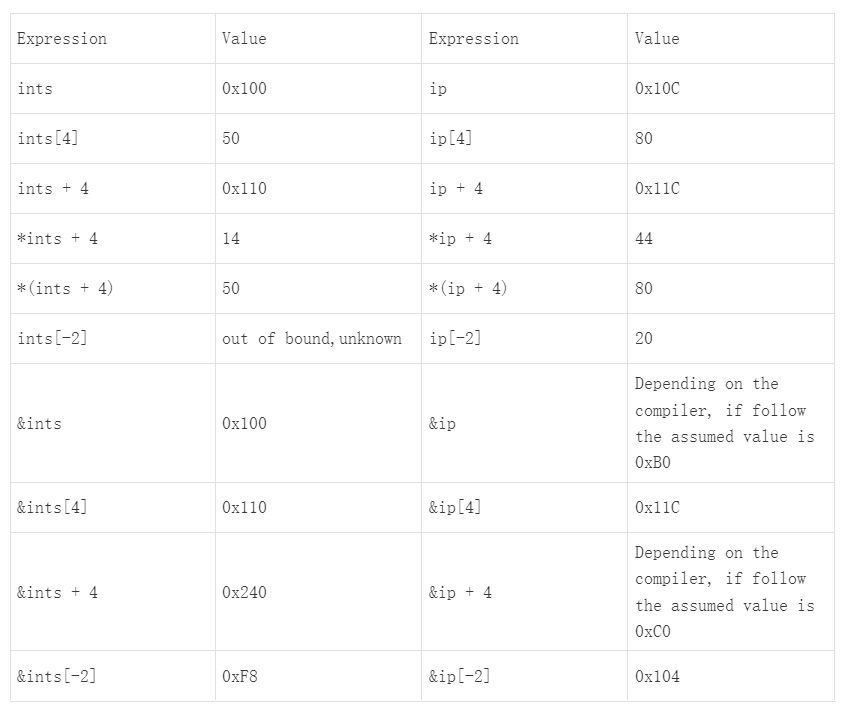 Expression Value Expression Value
ints 0x100 ip 0x10C
ints[4] 50 ip[4] 80
ints + 4 0x110 ip + 4 0x11C
*ints + 4 14 *ip + 4 44
*(ints + 4) 50 *(ip + 4) 80
ints[-2] out of bound,unknown ip[-2] 20
&ints 0x100 &ip Depending on the
compiler, if follow
the assumed value is
0xB0
&ints[4] 0x110 &ip[4] 0x11C
&ints + 4 0x240 &ip + 4 Depending on the
compiler, if follow
the assumed value is
0xC0
&ints[-2] 0xF8 &ip[-2] 0x104